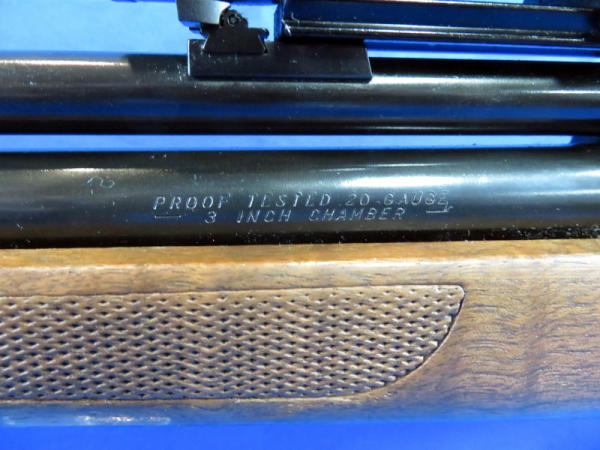 PROOF TESTED 20 GAUGE
3 INCH CHAMBER